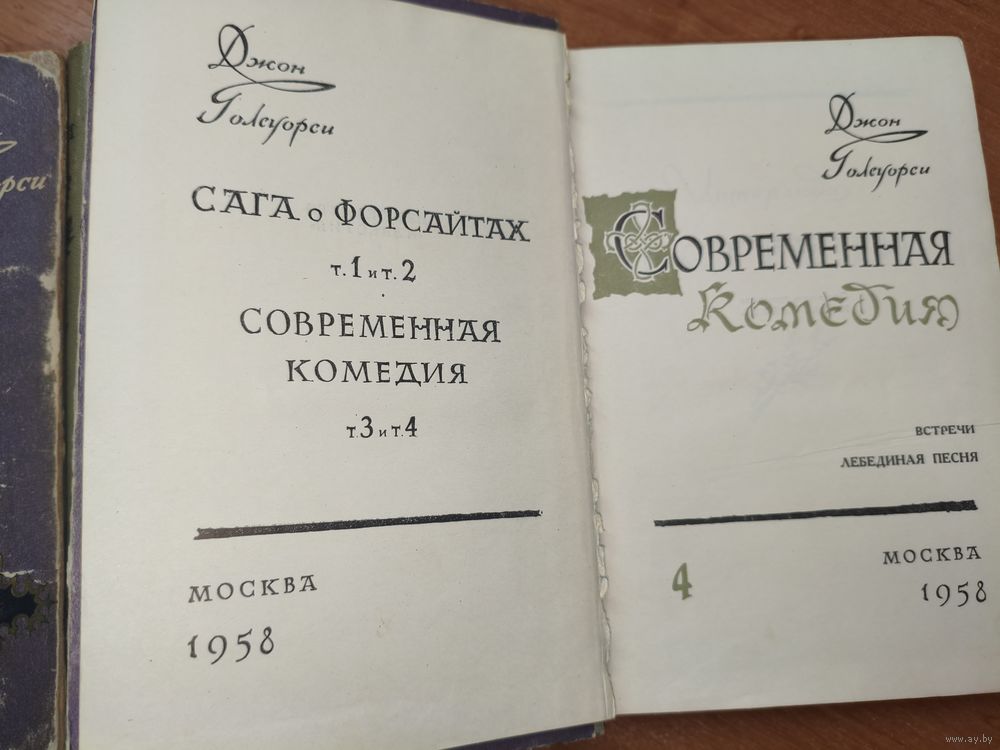 рси
Джон
Голсуорси
САГА о ФОРСАЙТАХ
т.1 и т.2
СОВРЕМЕННАЯ
КОМЕДИЯ
т.3 и т.4
МОСКВА
1958
Джон
Голсуорси
СОВРЕМЕННАЯ
КОМЕДИЯ
ВСТРЕЧИ
ЛЕБЕДИНАЯ ПЕСНЯ
4
МОСКВА
1958
www.ay.by